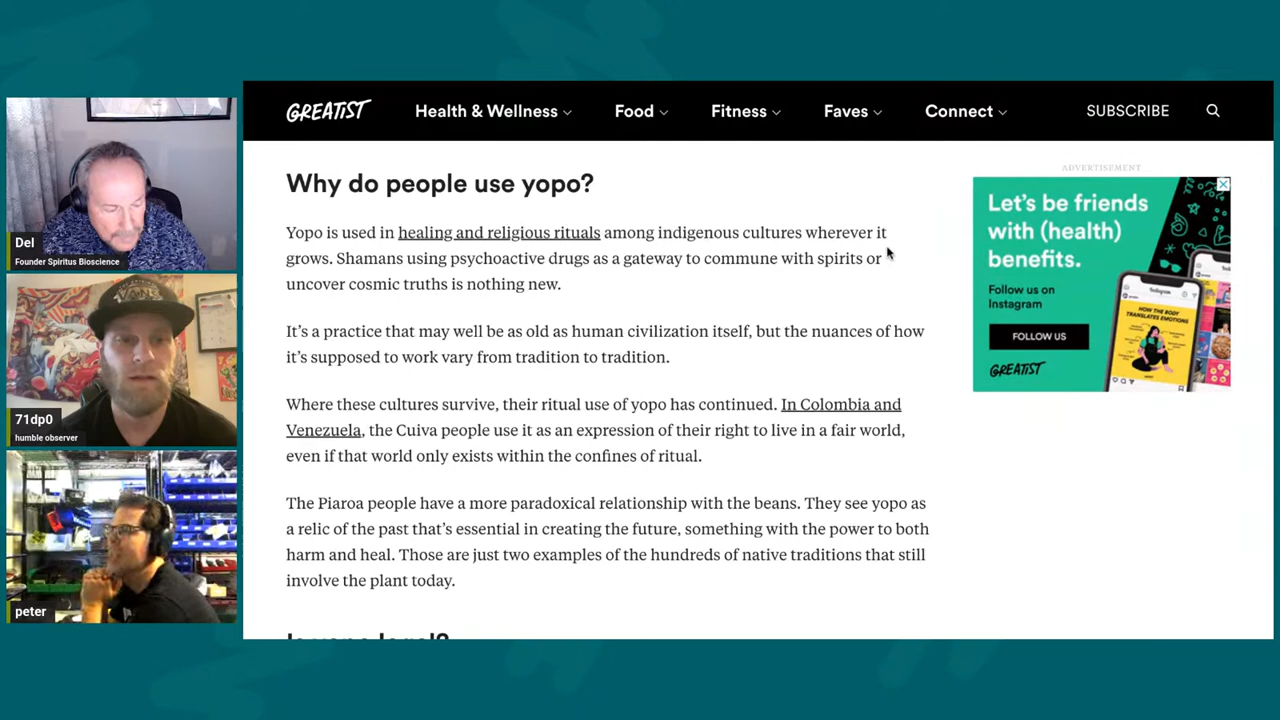 GREATIST
Health & Wellness
Food
Fitness
Faves
Connect
SUBSCRIBE
Why do people use yopo?
Yopo is used in healing and religious rituals among indigenous cultures wherever it
grows. Shamans using psychoactive drugs as a gateway to commune with spirits or
uncover cosmic truths is nothing new.
It's a practice that may well be as old as human civilization itself, but the nuances of how
it's supposed to work vary from tradition to tradition.
Where these cultures survive, their ritual use of yopo has continued. In Colombia and
Venezuela, the Cuiva people use it as an expression of their right to live in a fair world,
even if that world only exists within the confines of ritual.
The Piaroa people have a more paradoxical relationship with the beans. They see yopo as
a relic of the past that's essential in creating the future, something with the power to both
harm and heal. Those are just two examples of the hundreds of native traditions that still
involve the plant today.
ADVERTISEMENT
Let's be friends
with (health)
benefits.
Follow us on
Instagram
FOLLOW US
GREATIST
HOW THE BODY
TRANSLATES EMOTIONS
Del
Founder Spiritus Bioscience
71dp0
humble observer
peter